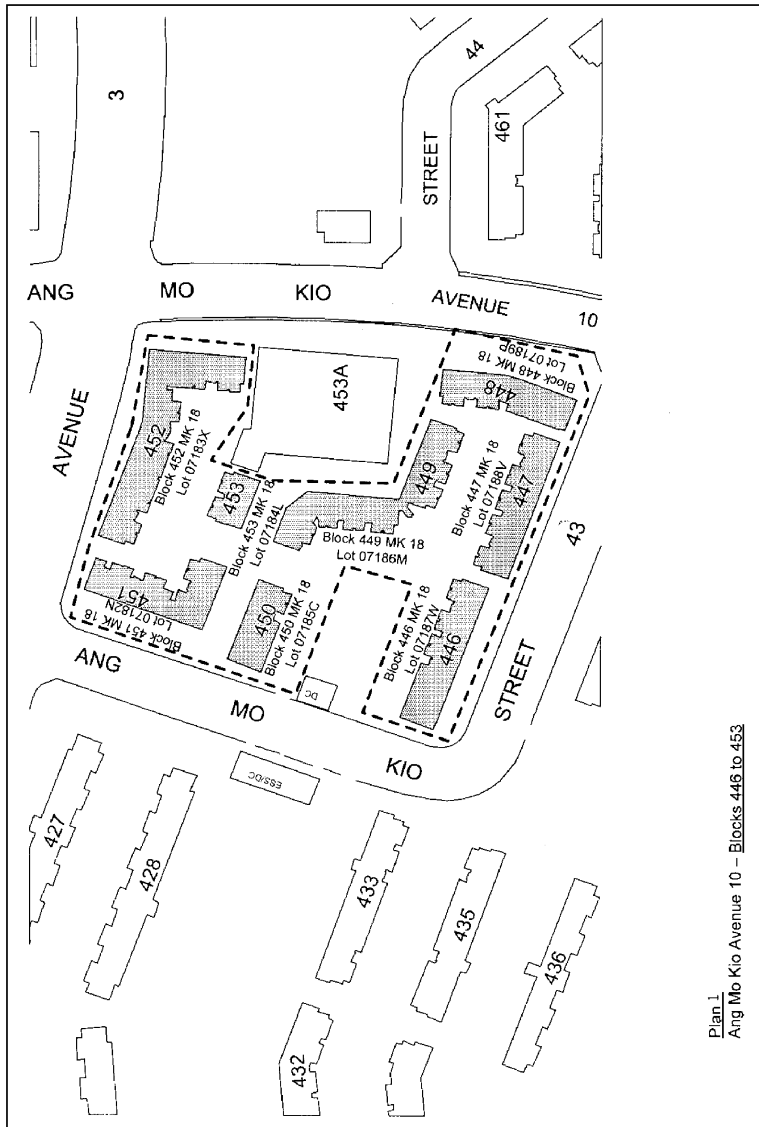 3
44
STREET
461
ANG MO KIO AVENUE 10
AVENUE
452
Block 452 MK 18
Lot 07183X
453A
453
Block 453 MK 18
Lot 07184L
451
Block 451 MK 18
Lot 07182N
450
Block 450 MK 18
Lot 07185C
449
Block 449 MK 18
Lot 07186M
448
Block 448 MK 18
Lot 07189P
447
Block 447 MK 18
Lot 07188V
446
Block 446 MK 18
Lot 07187W
ANG MO KIO
STREET 43
DC
ESS/DC
427
428
433
435
436
432
Plan 1
Ang Mo Kio Avenue 10 – Blocks 446 to 453